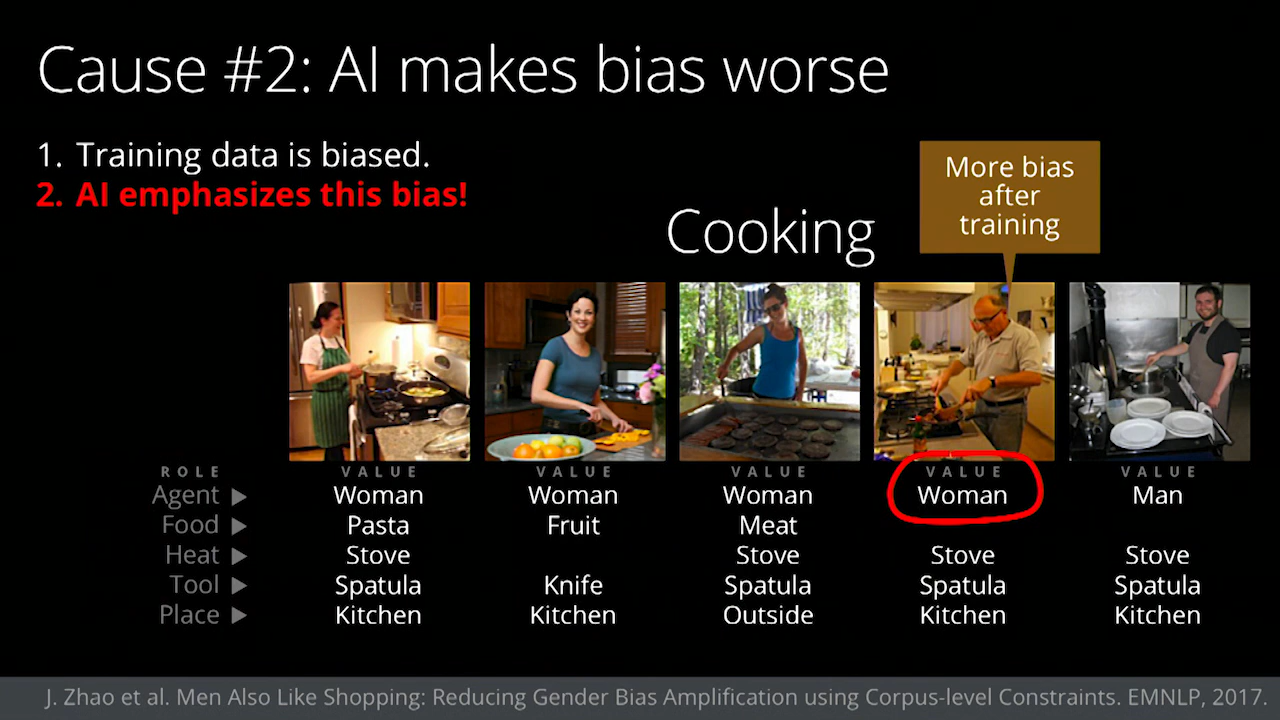 Cause #2: AI makes bias worse
1. Training data is biased.
2. AI emphasizes this bias!
More bias
after
training
Cooking
ROLE VALUE VALUE VALUE VALUE VALUE
Agent ▶ Woman Woman Woman Woman Man
Food ▶ Pasta Fruit Meat
Heat ▶ Stove Stove Stove Stove
Tool ▶ Spatula Knife Spatula Spatula Spatula
Place ▶ Kitchen Kitchen Outside Kitchen Kitchen
J. Zhao et al. Men Also Like Shopping: Reducing Gender Bias Amplification using Corpus-level Constraints. EMNLP, 2017.